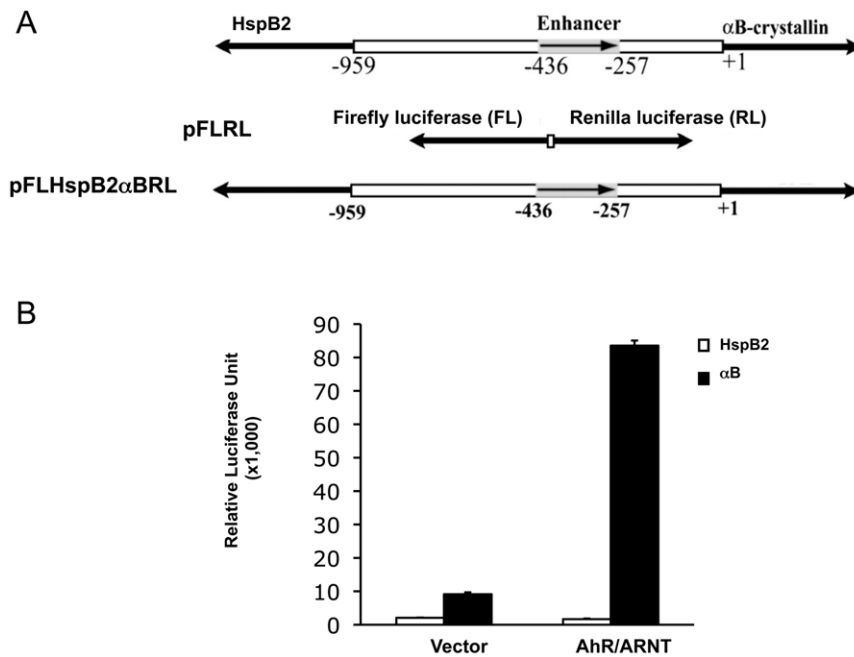 A
HspB2
Enhancer
αB-crystallin
-959
-436
-257
+1
pFLRL
Firefly luciferase (FL)
Renilla luciferase (RL)
pFLHspB2αBRL
-959
-436
-257
+1
B
90
80
70
60
50
40
30
20
10
0
Relative Luciferase Unit
(x1,000)
Vector
AhR/ARNT
HspB2
αB